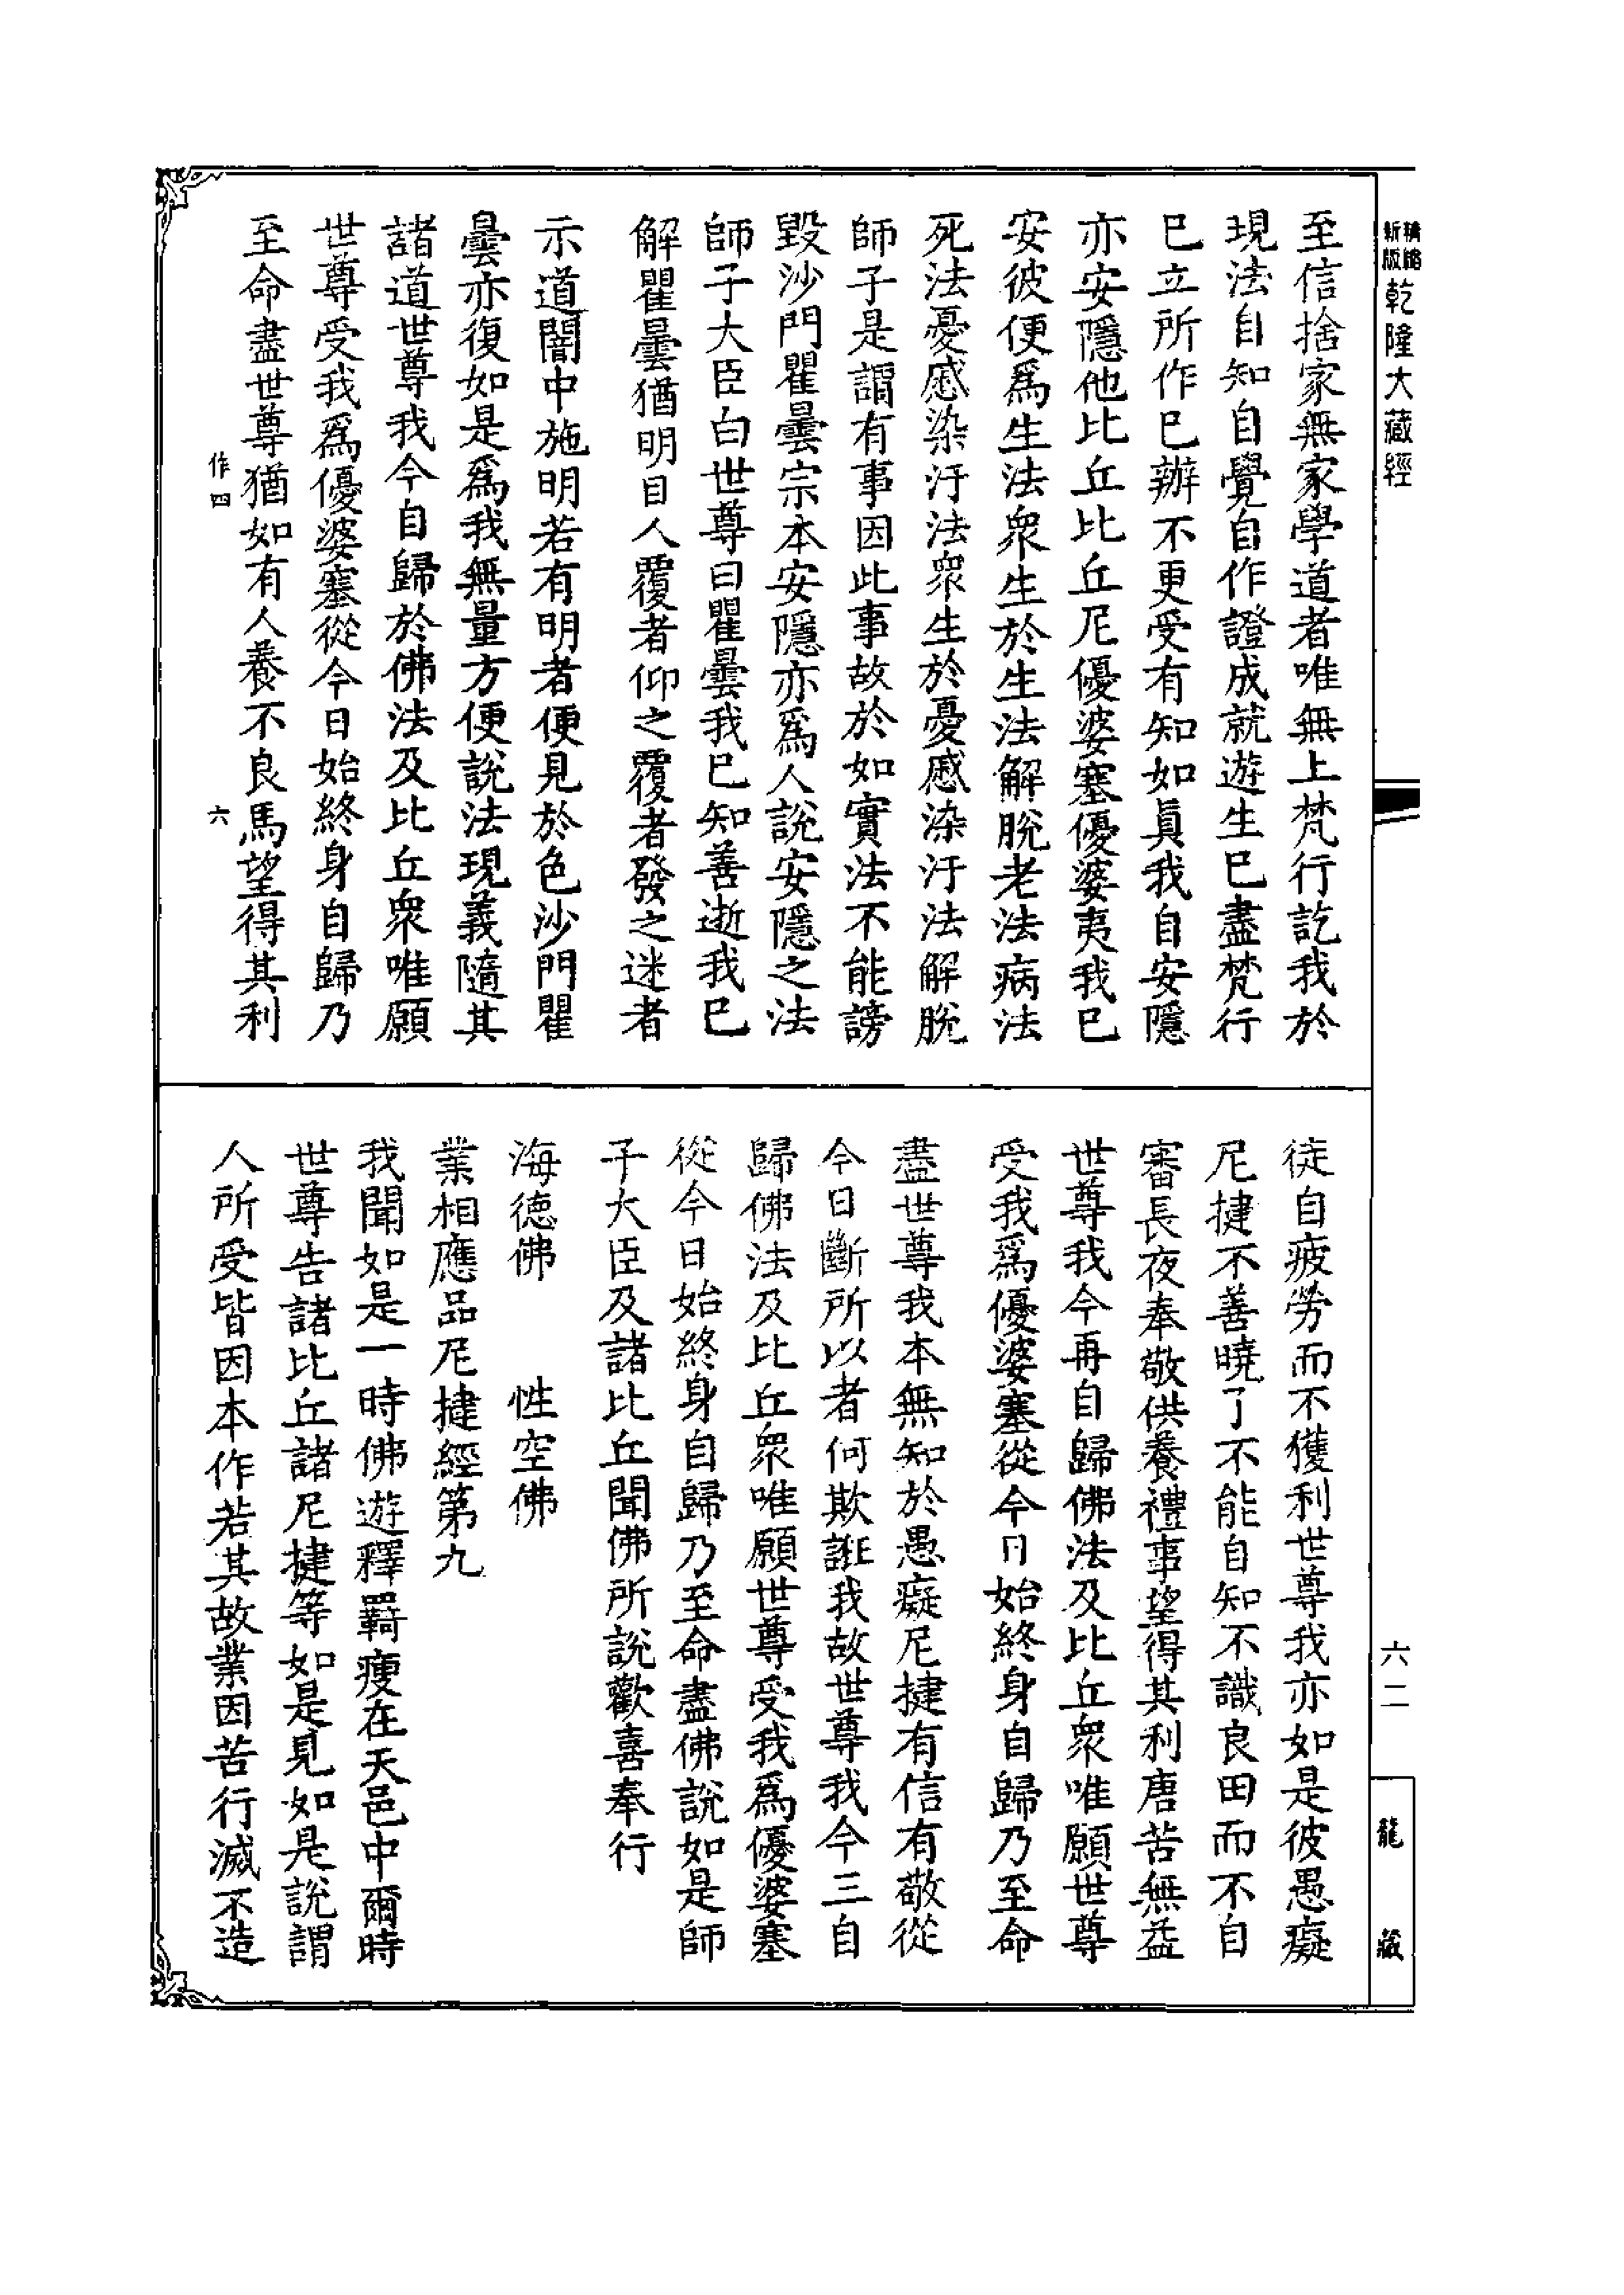 新版精縮乾隆大藏經
至信捨家無家學道者唯無上梵行訖我於
現法自知自覺自作證成就遊生已盡梵行
已立所作已辦不更受有知如眞我自安隱
亦安隱他比丘比丘尼優婆塞優婆夷我已
安彼便爲生法衆生於生法解脫老法病法
死法憂慼染汙法衆生於憂慼染汙法解脫
師子是謂有事因此事故於如實法不能謗
毀沙門瞿曇宗本安隱亦爲人說安隱之法
師子大臣白世尊曰瞿曇我已知善逝我已
解瞿曇猶明目人覆者仰之覆者發之迷者
示道闇中施明若有明者便見於色沙門瞿
曇亦復如是爲我無量方便說法現義隨其
諸道世尊我今自歸於佛法及比丘衆唯願
世尊受我爲優婆塞從今日始終身自歸乃
至命盡世尊猶如有人養不良馬望得其利
作四 六
徒自疲勞而不獲利世尊我亦如是彼愚癡
尼揵不善曉了不能自知不識良田而不自
審長夜奉敬供養禮事望得其利唐苦無益
世尊我今再自歸佛法及比丘衆唯願世尊
受我爲優婆塞從今日始終身自歸乃至命
盡世尊我本無知於愚癡尼揵有信有敬從
今日斷所以者何欺誑我故世尊我今三自
歸佛法及比丘衆唯願世尊受我爲優婆塞
從今日始終身自歸乃至命盡佛說如是師
子大臣及諸比丘聞佛所說歡喜奉行
海德佛 性空佛
業相應品尼揵經第九
我聞如是一時佛遊釋羇瘦在天邑中爾時
世尊告諸比丘諸尼揵等如是見如是說謂
人所受皆因本作若其故業因苦行滅不造
六二
龍藏